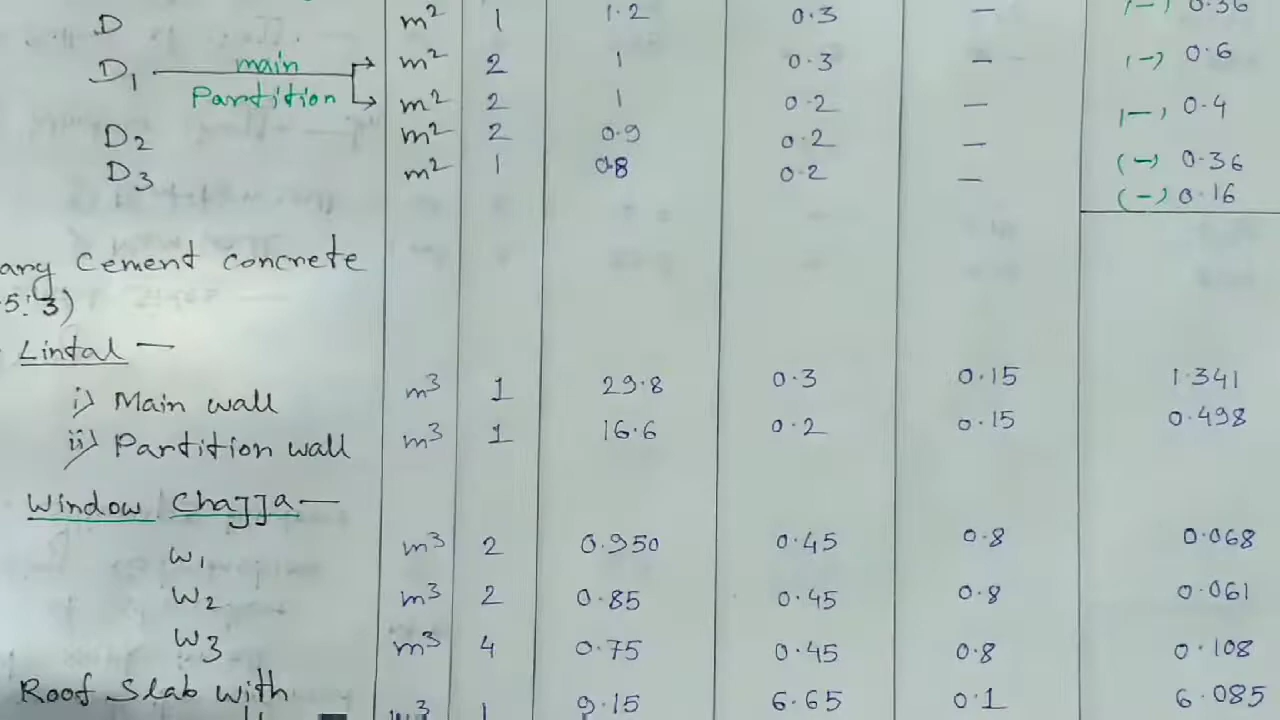 D m² 1 1.2 0.3 — (-) 0.36
D1 main m² 2 1 0.3 — (-) 0.6
Partition m² 2 1 0.2 — (-) 0.4
D2 m² 2 0.9 0.2 — (-) 0.36
D3 m² 1 0.8 0.2 — (-) 0.16
Cement concrete
5:3)
Lintal —
i) Main wall m³ 1 29.8 0.3 0.15 1.341
ii) Partition wall m³ 1 16.6 0.2 0.15 0.498
Window Chajja —
W1 m³ 2 0.950 0.45 0.8 0.068
W2 m³ 2 0.85 0.45 0.8 0.061
W3 m³ 4 0.75 0.45 0.8 0.108
Roof Slab with m³ 1 9.15 6.65 0.1 6.085